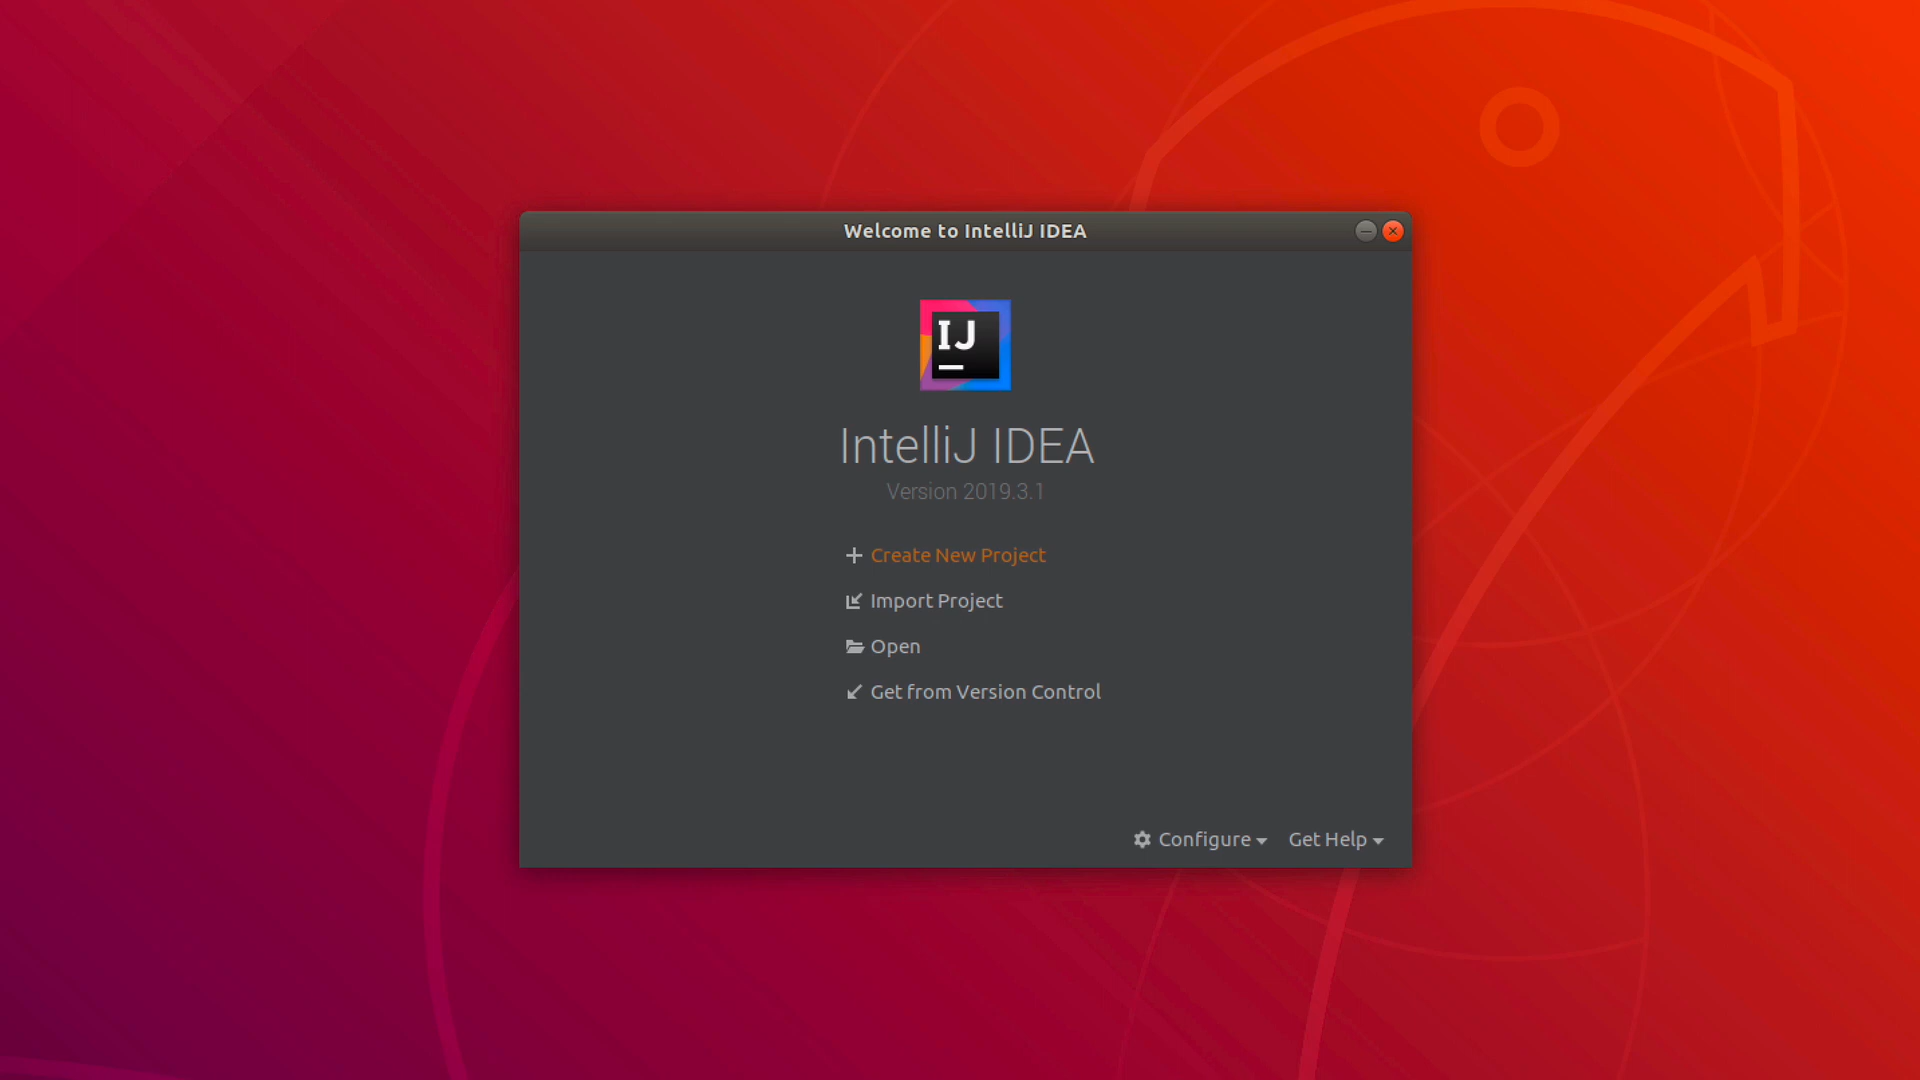 Welcome to IntelliJ IDEA
IJ
IntelliJ IDEA
Version 2019.3.1
Create New Project
Import Project
Open
Get from Version Control
Configure Get Help